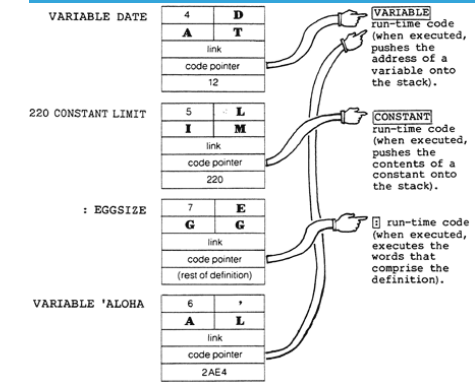 VARIABLE DATE
4 D
A T
link
code pointer
12
VARIABLE
run-time code
(when executed,
pushes the
address of a
variable onto
the stack).
220 CONSTANT LIMIT
5 L
I M
link
code pointer
220
CONSTANT
run-time code
(when executed,
pushes the
contents of a
constant onto
the stack).
: EGGSIZE
7 E
G G
link
code pointer
(rest of definition)
: run-time code
(when executed,
executes the
words that
comprise the
definition).
VARIABLE 'ALOHA
6 '
A L
link
code pointer
2AE4